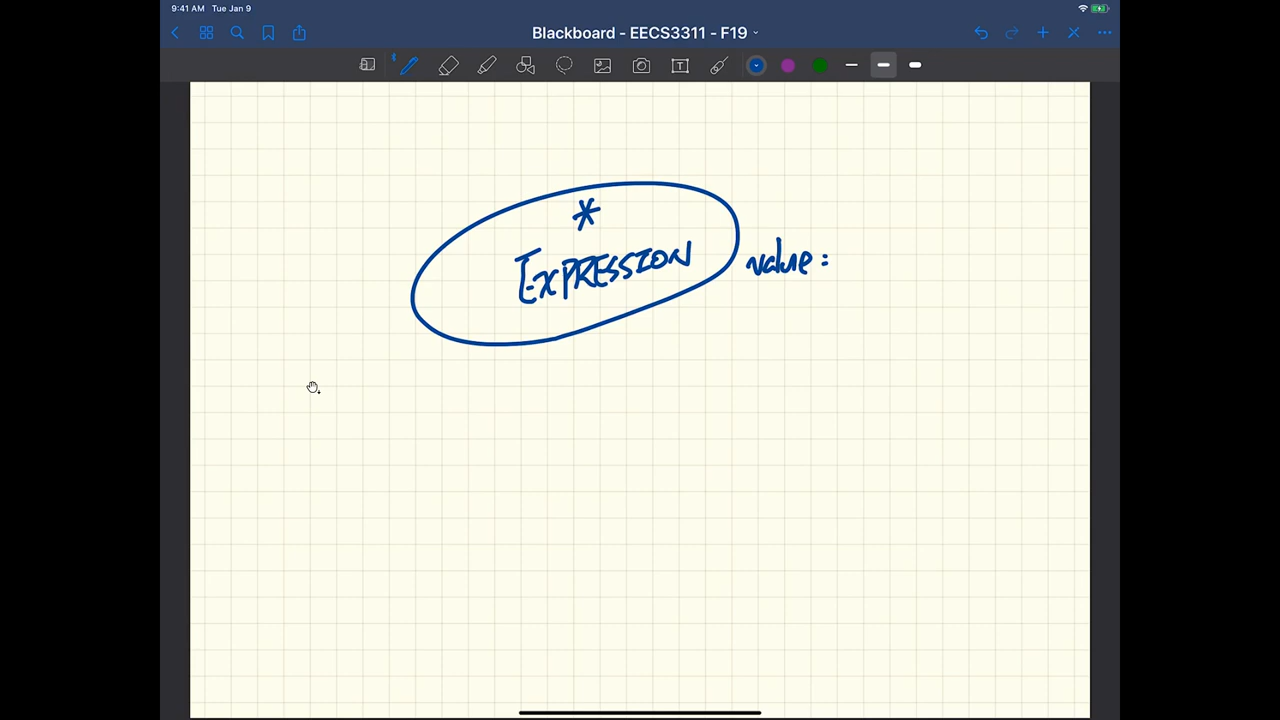 9:41 AM Tue Jan 9
Blackboard - EECS3311 - F19
*
EXPRESSION
value: